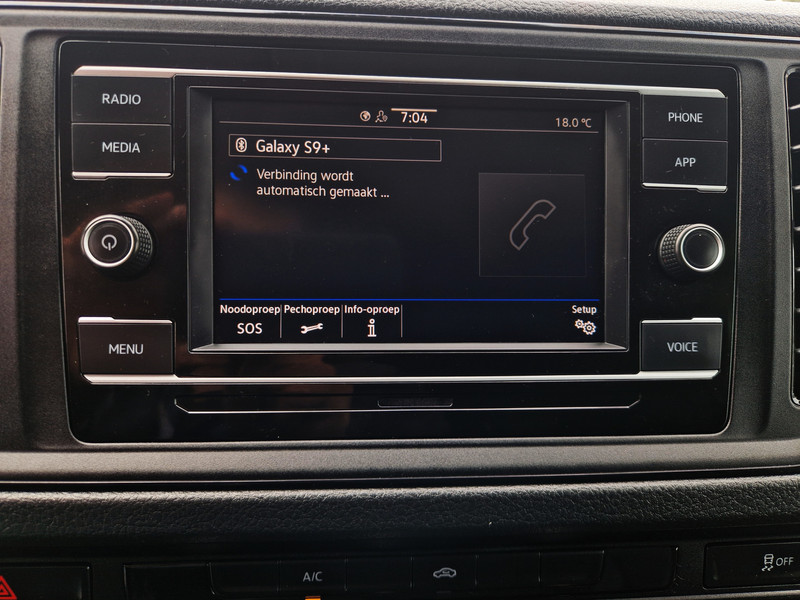 RADIO
MEDIA
MENU
7:04
18.0 °C
Galaxy S9+
Verbinding wordt
automatisch gemaakt ...
Noodoproep Pechoproep Info-oproep Setup
SOS
PHONE
APP
VOICE
A/C
OFF